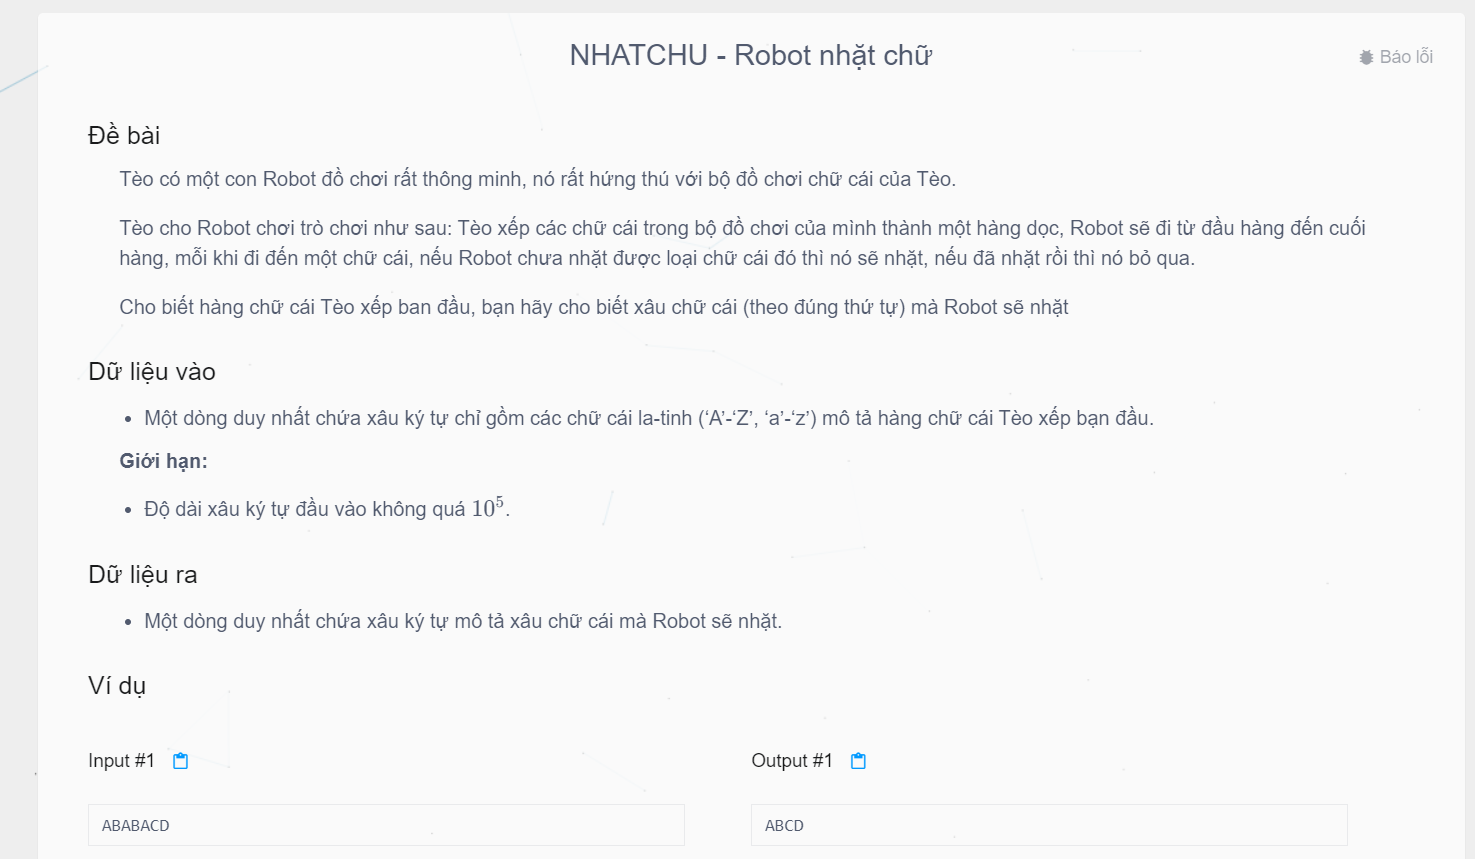 NHATCHU - Robot nhặt chữ
Báo lỗi
Đề bài
Tèo có một con Robot đồ chơi rất thông minh, nó rất hứng thú với bộ đồ chơi chữ cái của Tèo.
Tèo cho Robot chơi trò chơi như sau: Tèo xếp các chữ cái trong bộ đồ chơi của mình thành một hàng dọc, Robot sẽ đi từ đầu hàng đến cuối
hàng, mỗi khi đi đến một chữ cái, nếu Robot chưa nhặt được loại chữ cái đó thì nó sẽ nhặt, nếu đã nhặt rồi thì nó bỏ qua.
Cho biết hàng chữ cái Tèo xếp ban đầu, bạn hãy cho biết xâu chữ cái (theo đúng thứ tự) mà Robot sẽ nhặt
Dữ liệu vào
• Một dòng duy nhất chứa xâu ký tự chỉ gồm các chữ cái la-tinh (‘A’-‘Z’, ‘a’-‘z’) mô tả hàng chữ cái Tèo xếp bạn đầu.
Giới hạn:
• Độ dài xâu ký tự đầu vào không quá 10⁵.
Dữ liệu ra
• Một dòng duy nhất chứa xâu ký tự mô tả xâu chữ cái mà Robot sẽ nhặt.
Ví dụ
Input #1
Output #1
ABABACD
ABCD